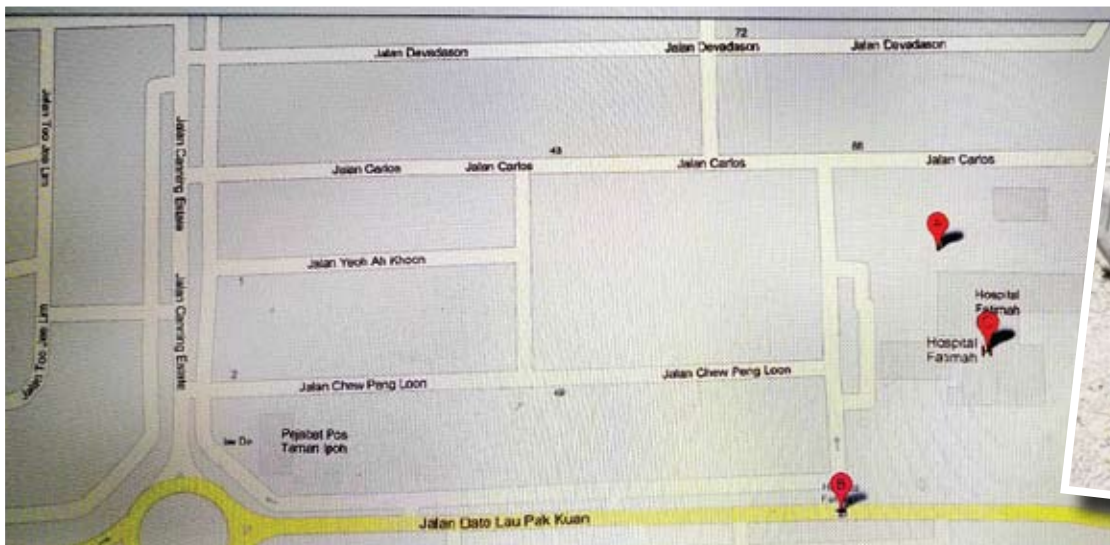 72
Jalan Devadason
Jalan Devadason
Jalan Devadason
Jalan Too Joo Lim
Jalan Canning Estate
43
88
Jalan Carlos
Jalan Carlos
Jalan Carlos
Jalan Carlos
A
Jalan Yeoh Ah Khoon
1
Jalan Canning Estate
Hospital
Fatimah
C
Hospital
Fatimah
H
Jalan Too Joo Lim
2
Jalan Chew Peng Loon
Jalan Chew Peng Loon
Pejabat Pos
Taman Ipoh
B
Jalan Dato Lau Pak Kuan